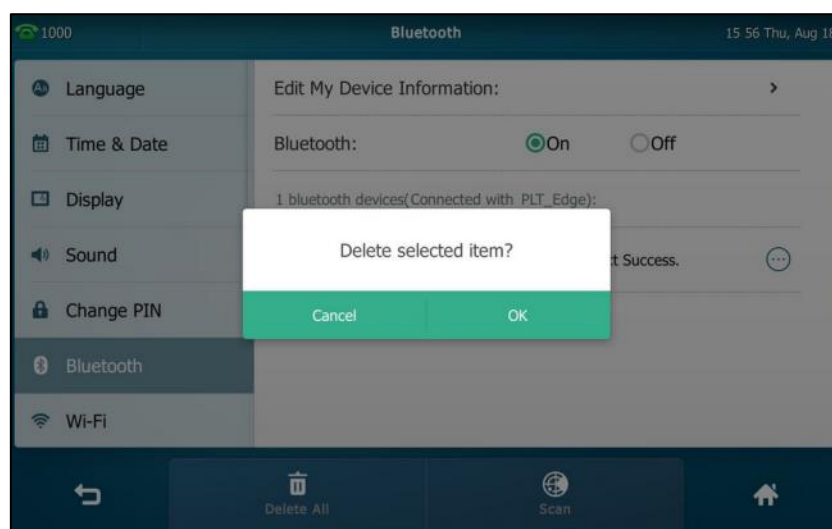 1000 Bluetooth 15 56 Thu, Aug 18
Language
Edit My Device Information:
Time & Date
Bluetooth: On Off
Display
1 bluetooth devices(Connected with PLT_Edge):
Sound
Delete selected item?
t Success.
Change PIN
Cancel OK
Bluetooth
Wi-Fi
Delete All Scan